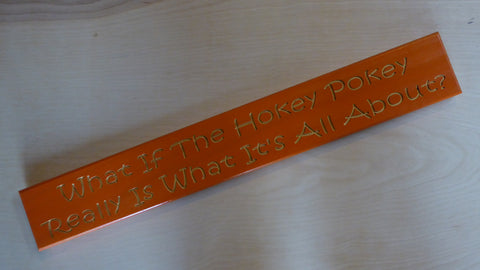 What If The Hokey Pokey
Really Is What It's All About?